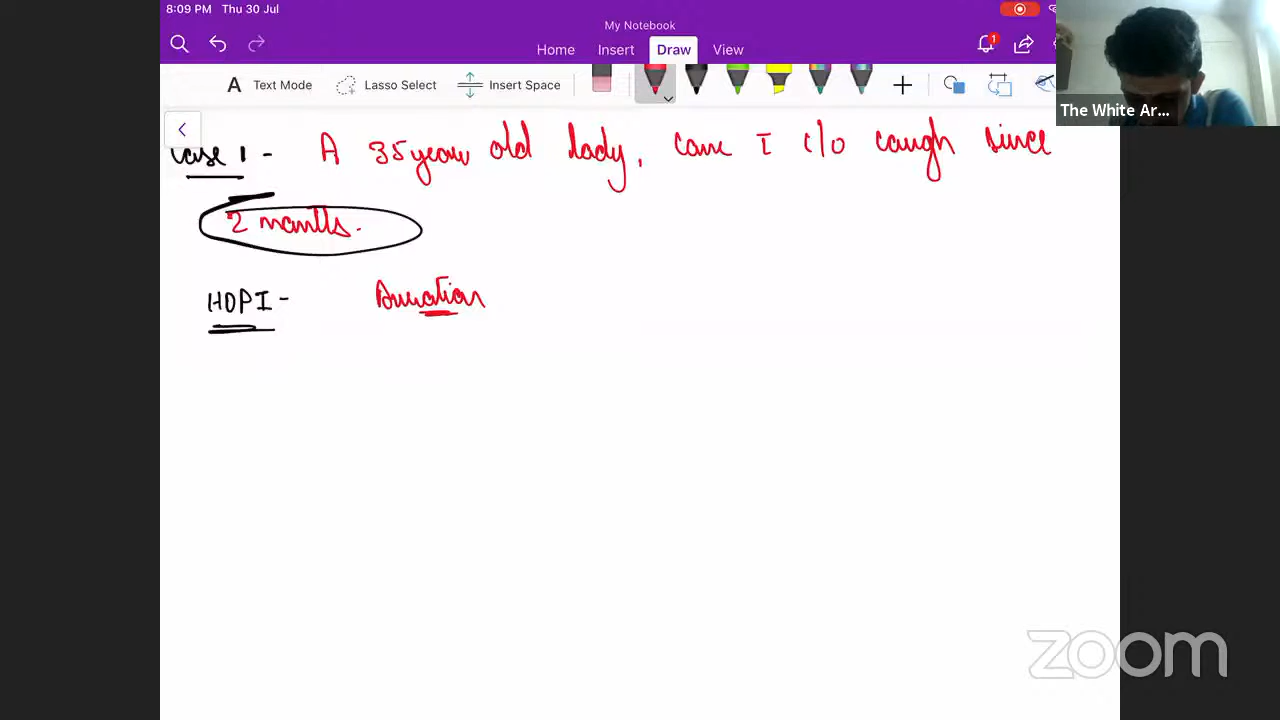 8:09 PM Thu 30 Jul
My Notebook
Home Insert Draw View
1
A Text Mode Lasso Select Insert Space
The White Ar...
Case 1 - A 35 year old lady, came c̄ c/o cough since
2 months.
HOPI - Duration
zoom